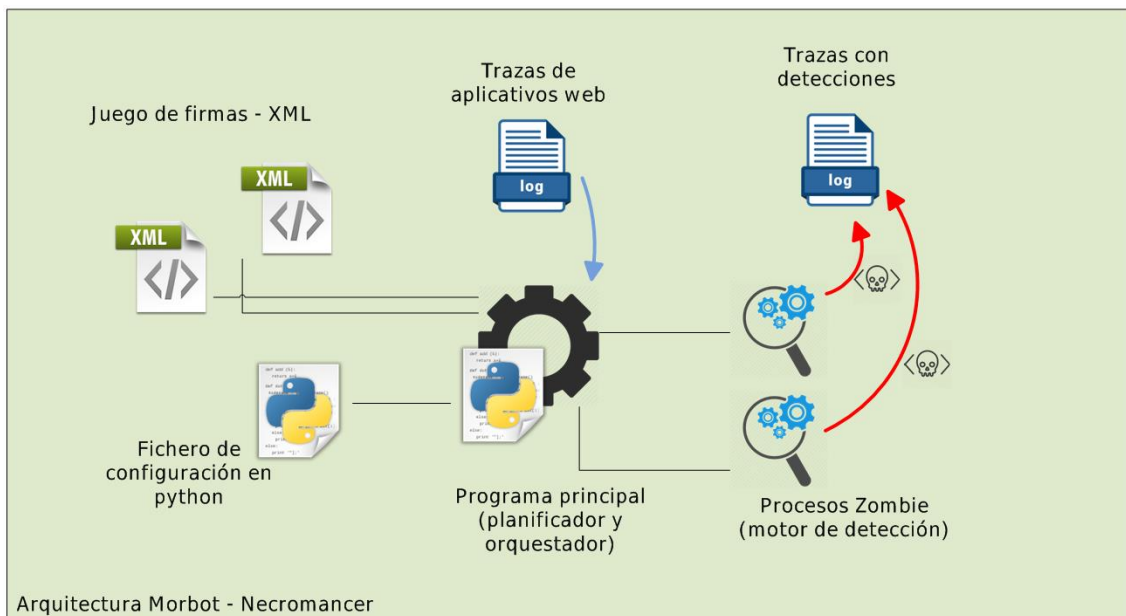 Trazas de
aplicativos web
Trazas con
detecciones
Juego de firmas - XML
log
log
XML
XML
Fichero de
configuración en
python
Programa principal
(planificador y
orquestador)
Procesos Zombie
(motor de detección)
Arquitectura Morbot - Necromancer